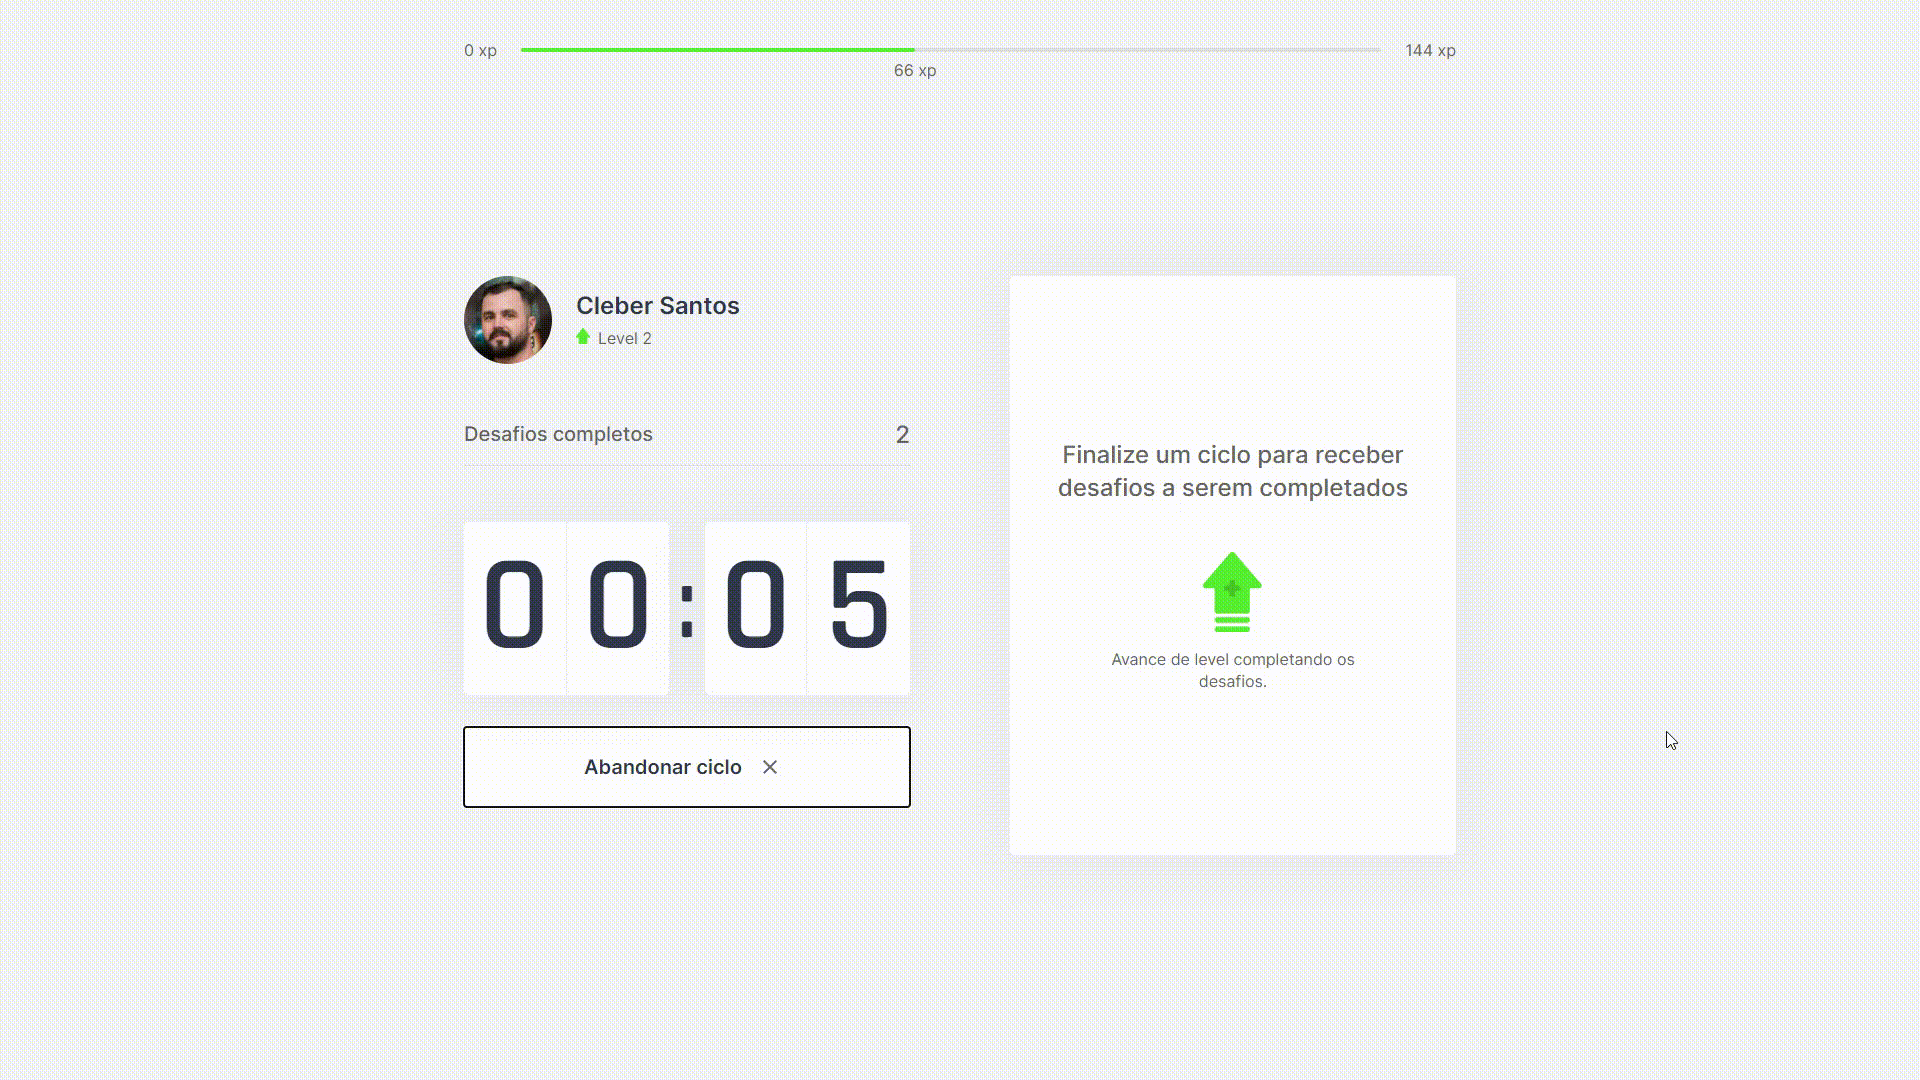 0 xp
144 xp
66 xp
Cleber Santos
Level 2
Desafios completos
2
00:05
Abandonar ciclo
Finalize um ciclo para receber
desafios a serem completados
Avance de level completando os
desafios.